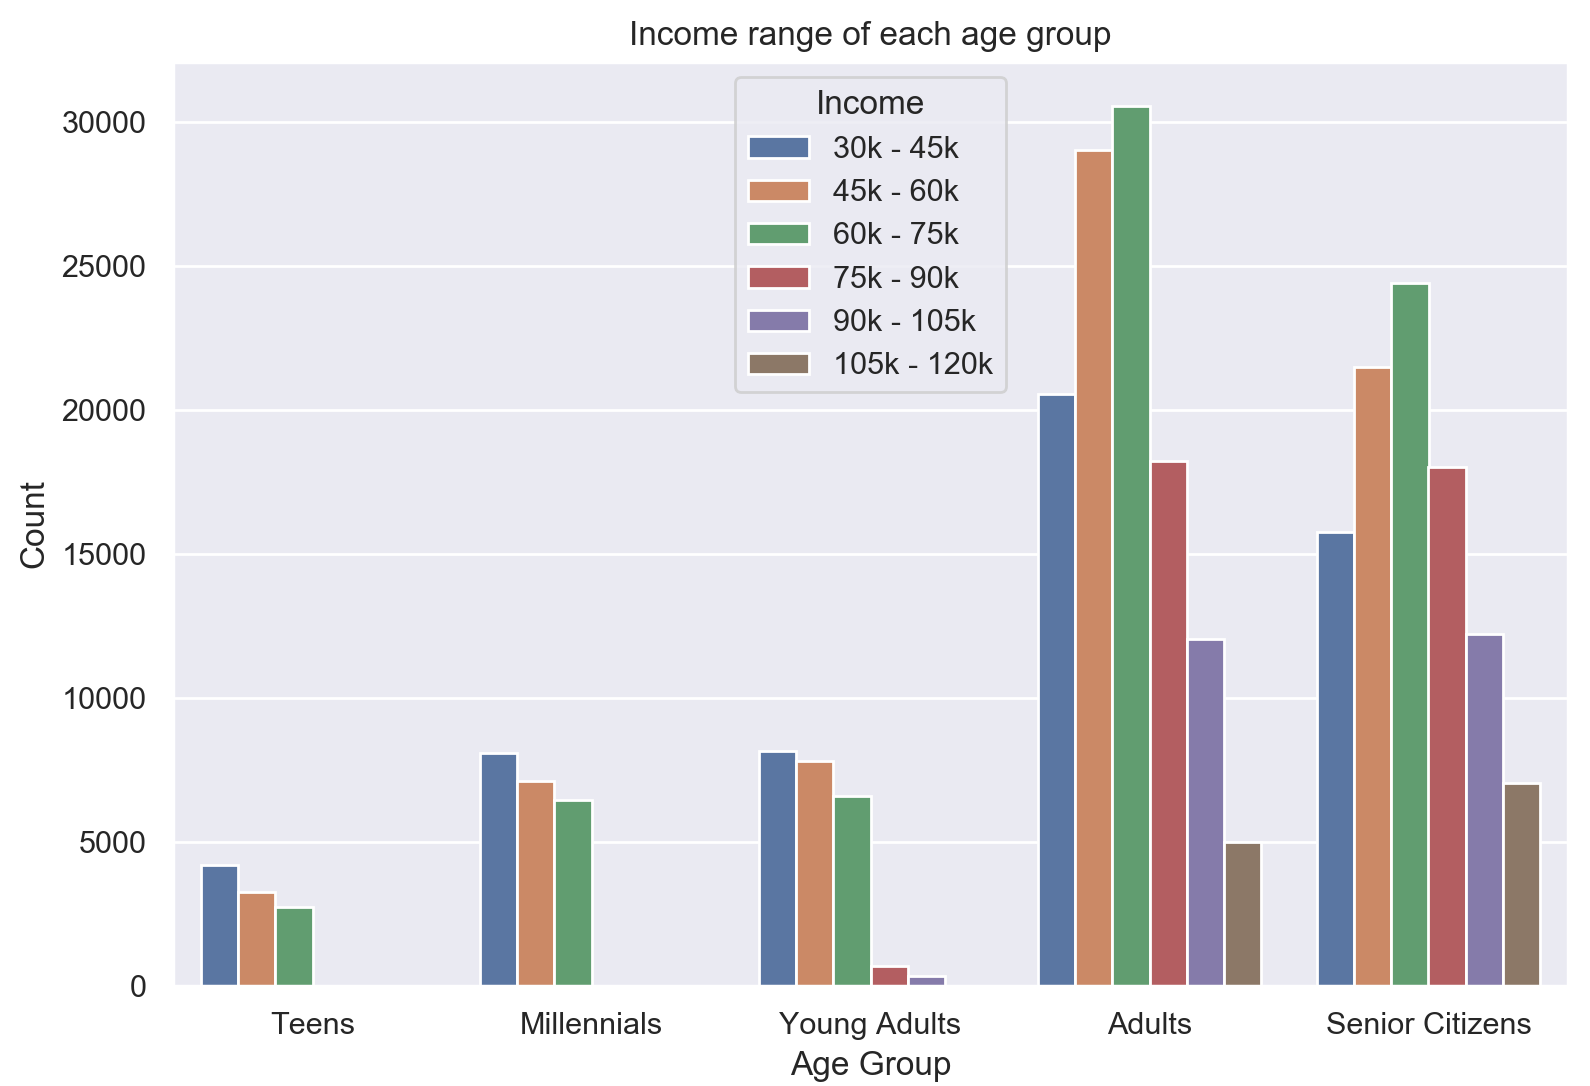 Income range of each age group
Income
30k - 45k
45k - 60k
60k - 75k
75k - 90k
90k - 105k
105k - 120k
Count
30000
25000
20000
15000
10000
5000
0
Teens Millennials Young Adults Adults Senior Citizens
Age Group